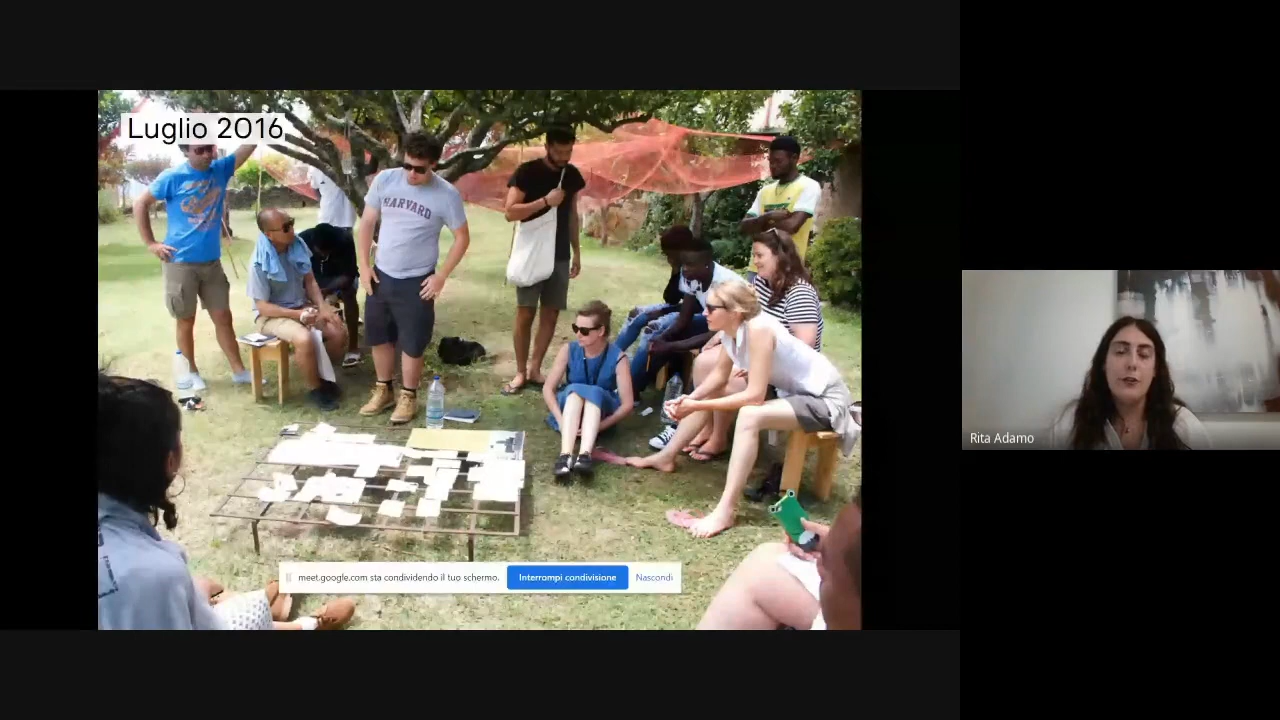 Luglio 2016
HARVARD
meet.google.com sta condividendo il tuo schermo.
Interrompi condivisione
Nascondi
Rita Adamo